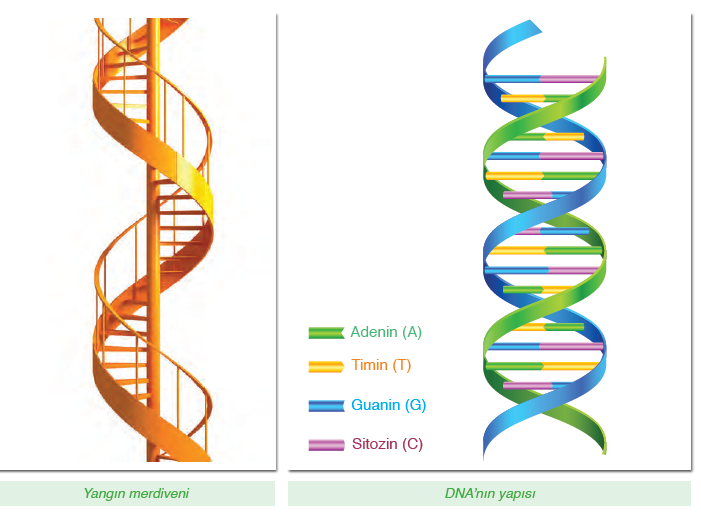 Adenin (A)
Timin (T)
Guanin (G)
Sitozin (C)
Yangın merdiveni
DNA'nın yapısı